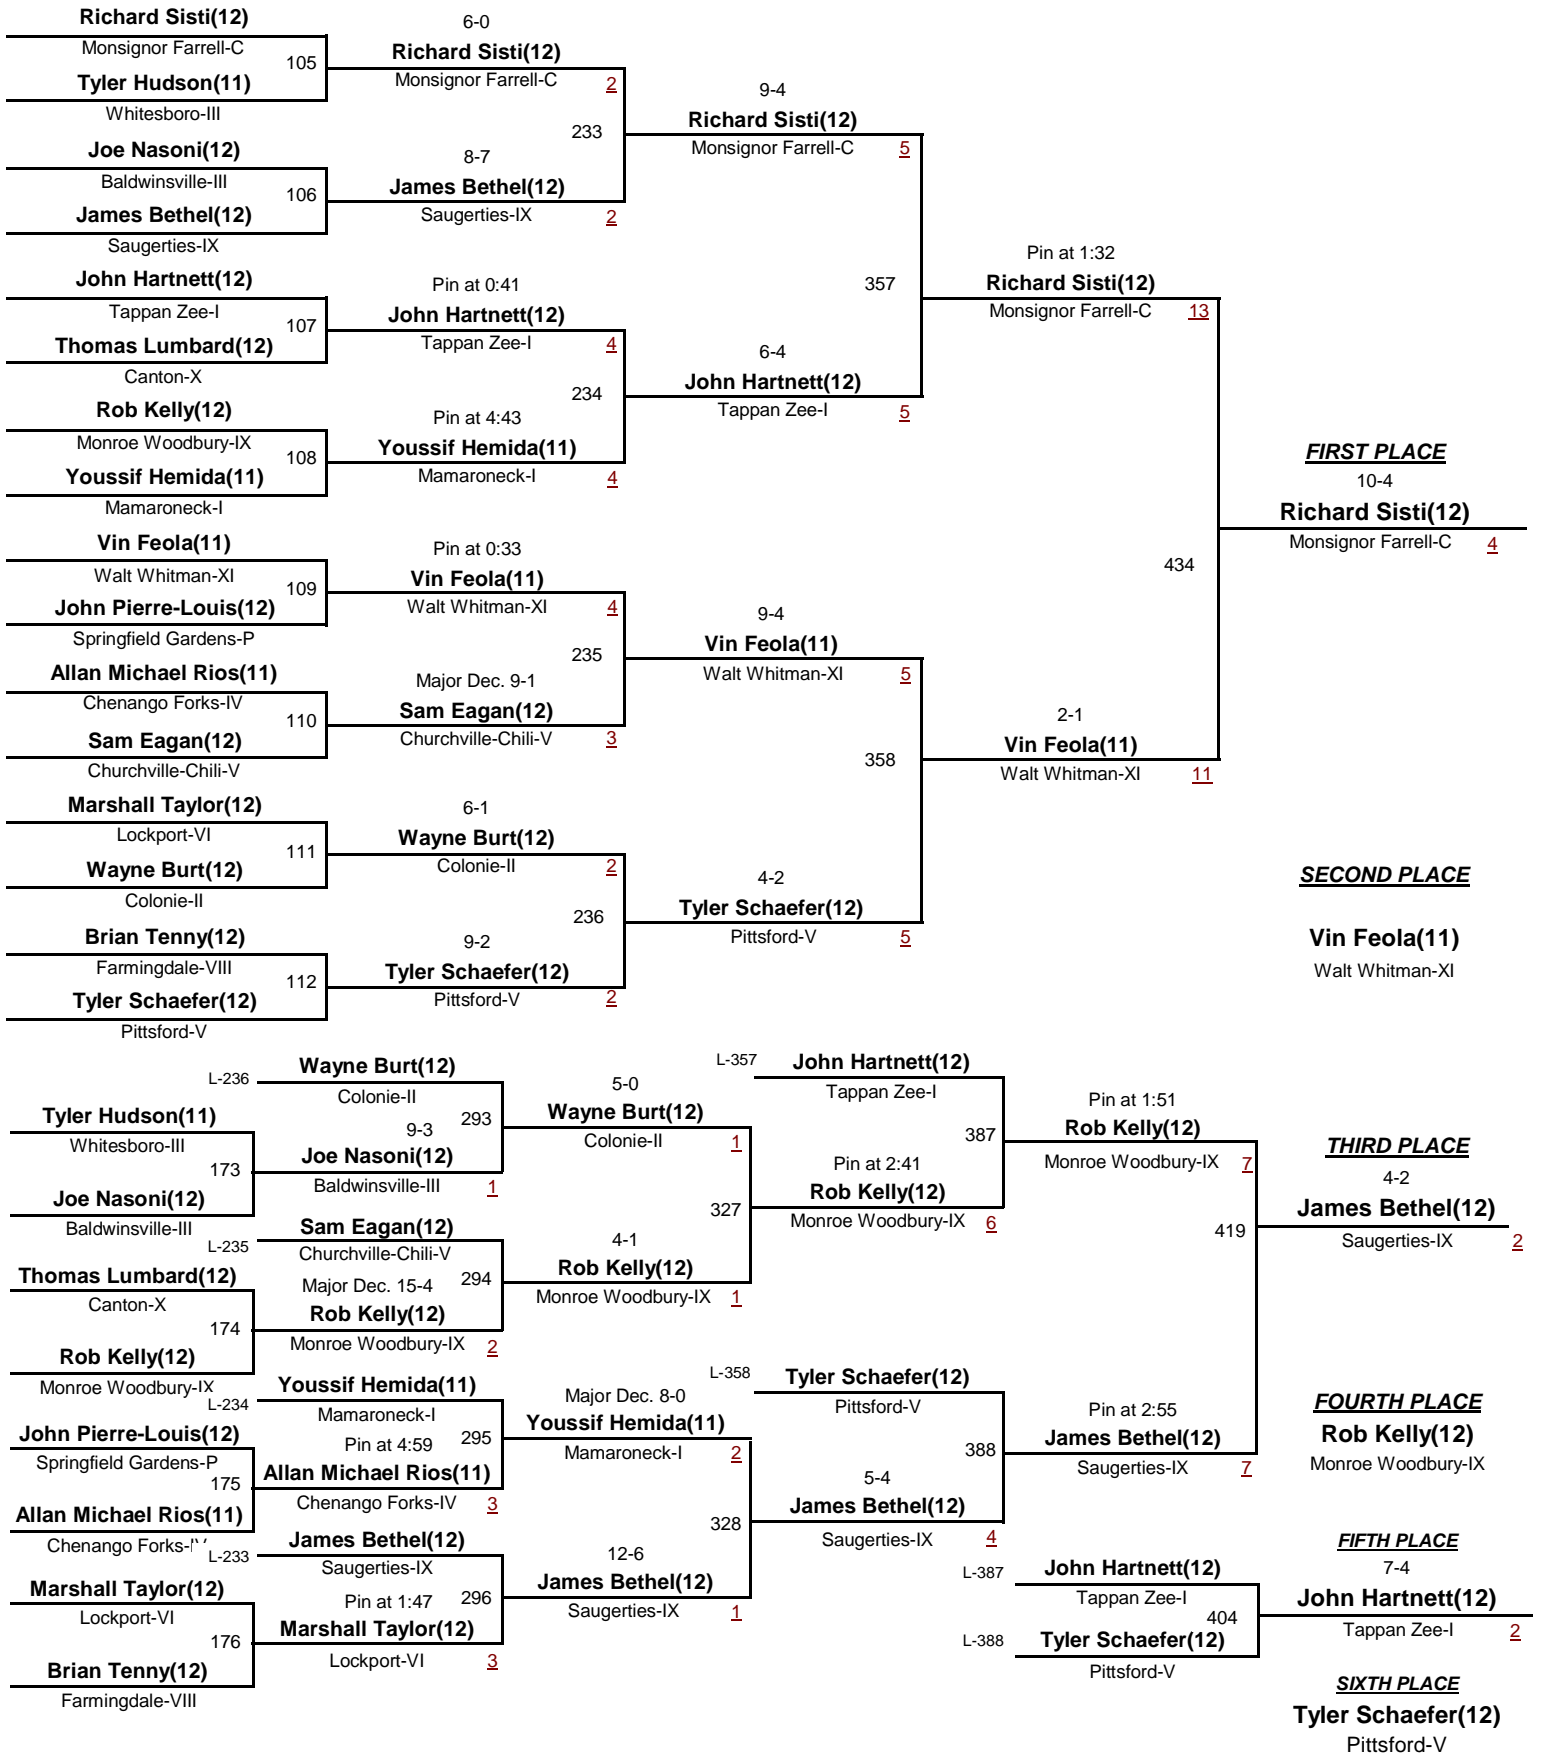 Richard Sisti(12)
Monsignor Farrell-C
105
Tyler Hudson(11)
Whitesboro-III
Joe Nasoni(12)
Baldwinsville-III
106
James Bethel(12)
Saugerties-IX
John Hartnett(12)
Tappan Zee-I
107
Thomas Lumbard(12)
Canton-X
Rob Kelly(12)
Monroe Woodbury-IX
108
Youssif Hemida(11)
Mamaroneck-I
Vin Feola(11)
Walt Whitman-XI
109
John Pierre-Louis(12)
Springfield Gardens-P
Allan Michael Rios(11)
Chenango Forks-IV
110
Sam Eagan(12)
Churchville-Chili-V
Marshall Taylor(12)
Lockport-VI
111
Wayne Burt(12)
Colonie-II
Brian Tenny(12)
Farmingdale-VIII
112
Tyler Schaefer(12)
Pittsford-V
6-0
Richard Sisti(12)
Monsignor Farrell-C 2
233
8-7
James Bethel(12)
Saugerties-IX 2
Pin at 0:41
John Hartnett(12)
Tappan Zee-I 4
234
Pin at 4:43
Youssif Hemida(11)
Mamaroneck-I 4
Pin at 0:33
Vin Feola(11)
Walt Whitman-XI 4
235
Major Dec. 9-1
Sam Eagan(12)
Churchville-Chili-V 3
6-1
Wayne Burt(12)
Colonie-II 2
236
9-2
Tyler Schaefer(12)
Pittsford-V 2
9-4
Richard Sisti(12)
Monsignor Farrell-C 5
357
6-4
John Hartnett(12)
Tappan Zee-I 5
9-4
Vin Feola(11)
Walt Whitman-XI 5
358
4-2
Tyler Schaefer(12)
Pittsford-V 5
Pin at 1:32
Richard Sisti(12)
Monsignor Farrell-C 13
434
2-1
Vin Feola(11)
Walt Whitman-XI 11
FIRST PLACE
10-4
Richard Sisti(12)
Monsignor Farrell-C 4
SECOND PLACE
Vin Feola(11)
Walt Whitman-XI
L-236
Wayne Burt(12)
Colonie-II
Tyler Hudson(11)
Whitesboro-III
173
Joe Nasoni(12)
Baldwinsville-III
293
9-3
Joe Nasoni(12)
Baldwinsville-III 1
L-235
Sam Eagan(12)
Churchville-Chili-V
Thomas Lumbard(12)
Canton-X
174
Rob Kelly(12)
Monroe Woodbury-IX
294
Major Dec. 15-4
Rob Kelly(12)
Monroe Woodbury-IX 2
L-234
Youssif Hemida(11)
Mamaroneck-I
John Pierre-Louis(12)
Springfield Gardens-P
175
Allan Michael Rios(11)
Chenango Forks-IV
295
Pin at 4:59
Allan Michael Rios(11)
Chenango Forks-IV 3
L-233
James Bethel(12)
Saugerties-IX
Marshall Taylor(12)
Lockport-VI
176
Brian Tenny(12)
Farmingdale-VIII
296
Pin at 1:47
Marshall Taylor(12)
Lockport-VI 3
5-0
Wayne Burt(12)
Colonie-II 1
327
4-1
Rob Kelly(12)
Monroe Woodbury-IX 1
Major Dec. 8-0
Youssif Hemida(11)
Mamaroneck-I 2
328
12-6
James Bethel(12)
Saugerties-IX 1
L-357
John Hartnett(12)
Tappan Zee-I
387
Pin at 2:41
Rob Kelly(12)
Monroe Woodbury-IX 6
L-358
Tyler Schaefer(12)
Pittsford-V
388
5-4
James Bethel(12)
Saugerties-IX 4
Pin at 1:51
Rob Kelly(12)
Monroe Woodbury-IX 7
419
Pin at 2:55
James Bethel(12)
Saugerties-IX 7
THIRD PLACE
4-2
James Bethel(12)
Saugerties-IX 2
FOURTH PLACE
Rob Kelly(12)
Monroe Woodbury-IX
L-387
John Hartnett(12)
Tappan Zee-I
404
L-388
Tyler Schaefer(12)
Pittsford-V
FIFTH PLACE
7-4
John Hartnett(12)
Tappan Zee-I 2
SIXTH PLACE
Tyler Schaefer(12)
Pittsford-V